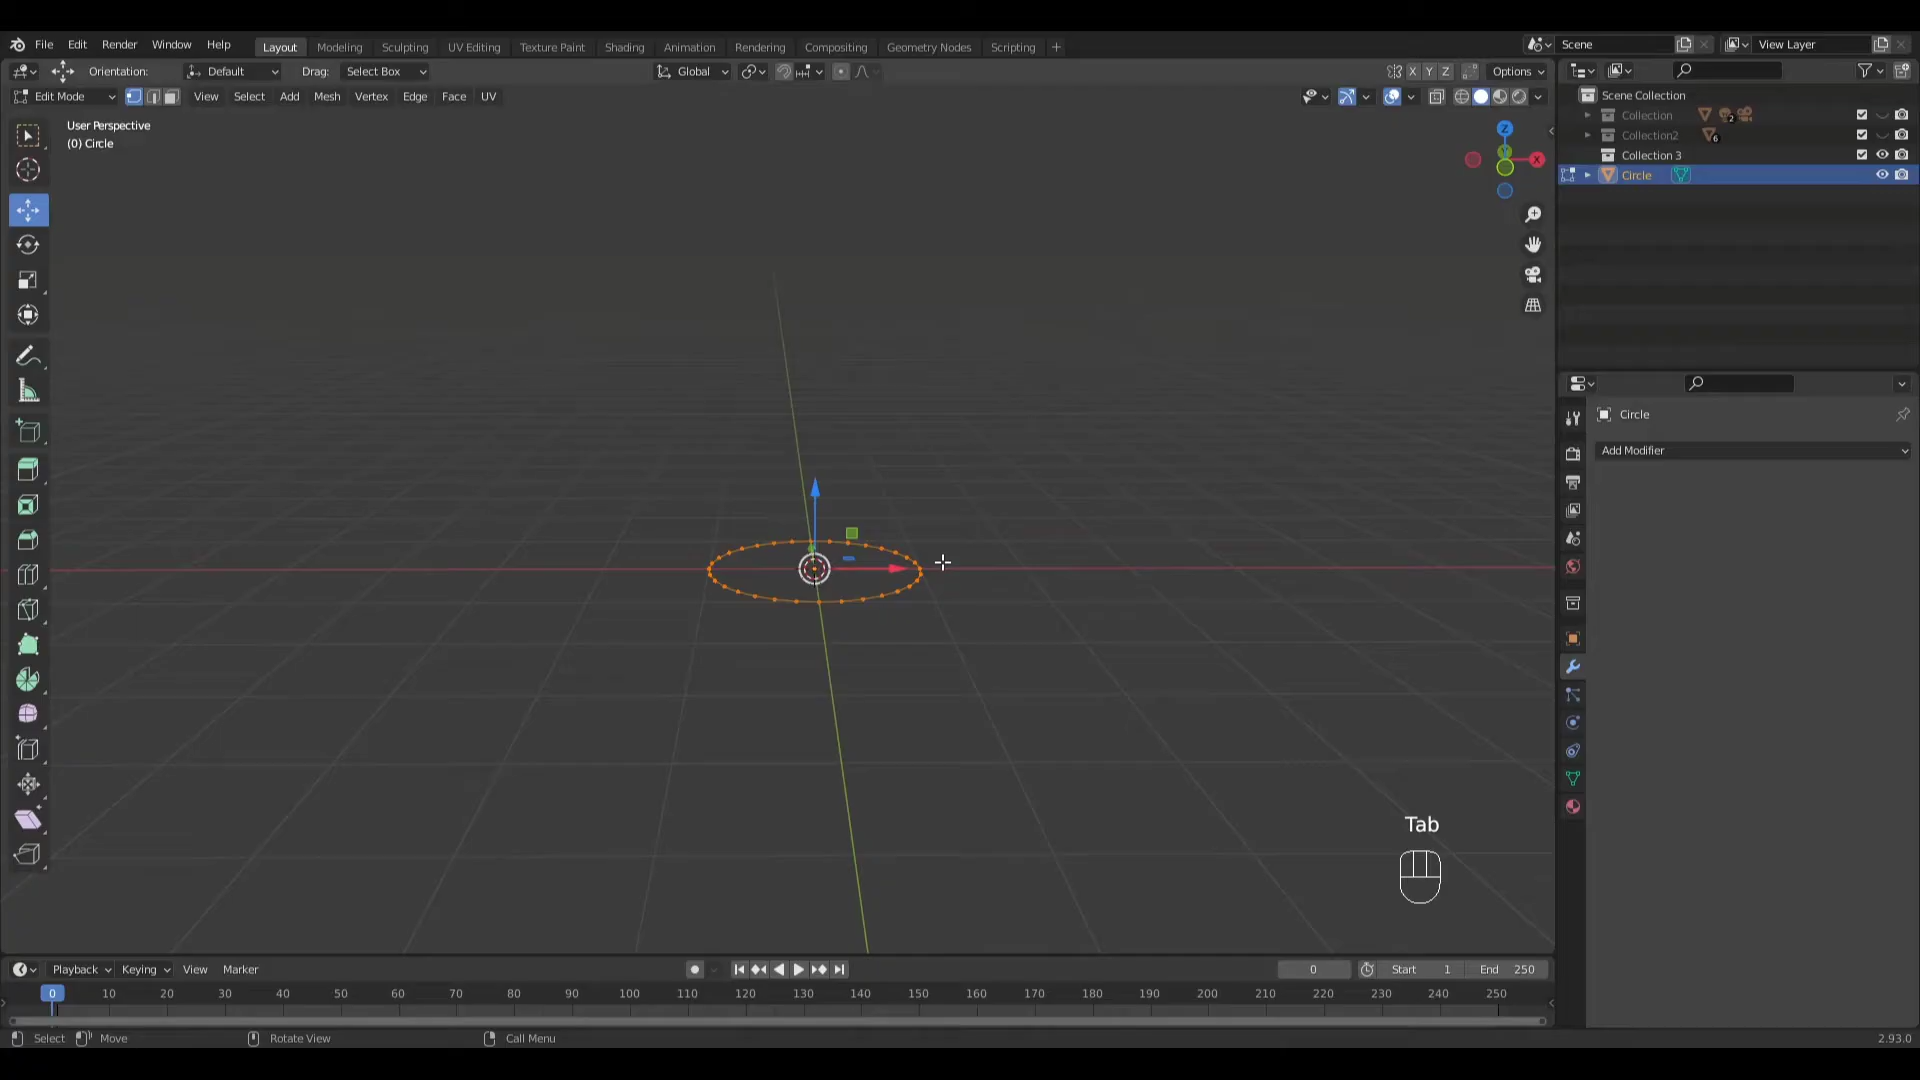 File Edit Render Window Help Layout Modeling Sculpting UV Editing Texture Paint Shading Animation Rendering Compositing Geometry Nodes Scripting + Scene View Layer
Orientation: Default Drag: Select Box Global X Y Z Options
Edit Mode View Select Add Mesh Vertex Edge Face UV
Scene Collection
Collection 2
Collection2 6
Collection 3
Circle
User Perspective
(0) Circle
Z
X
Circle
Add Modifier
Tab
Playback Keying View Marker 0 Start 1 End 250
0 10 20 30 40 50 60 70 80 90 100 110 120 130 140 150 160 170 180 190 200 210 220 230 240 250
Select Move Rotate View Call Menu 2.93.0